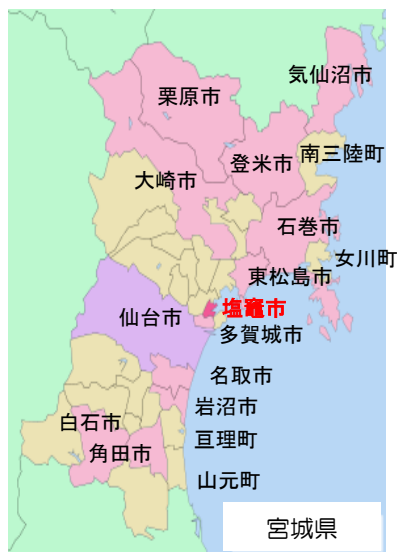 気仙沼市
栗原市
南三陸町
登米市
大崎市
石巻市
女川町
東松島市
塩竈市
仙台市
多賀城市
名取市
岩沼市
白石市
亘理町
角田市
山元町
宮城県